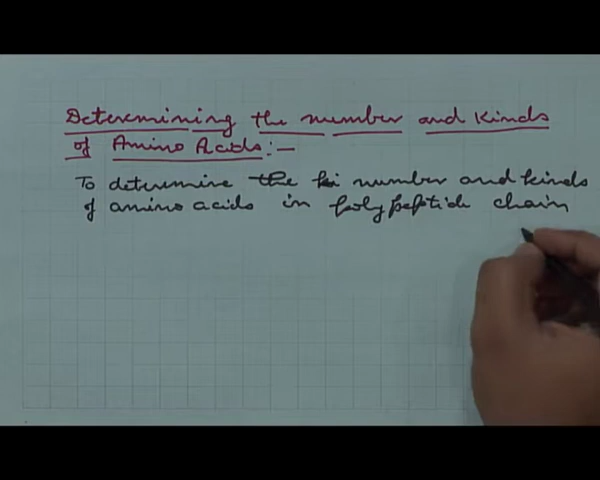 Determining the number and kinds
of Amino Acids:-
To determine the number and kinds
of amino acids in polypeptide chain